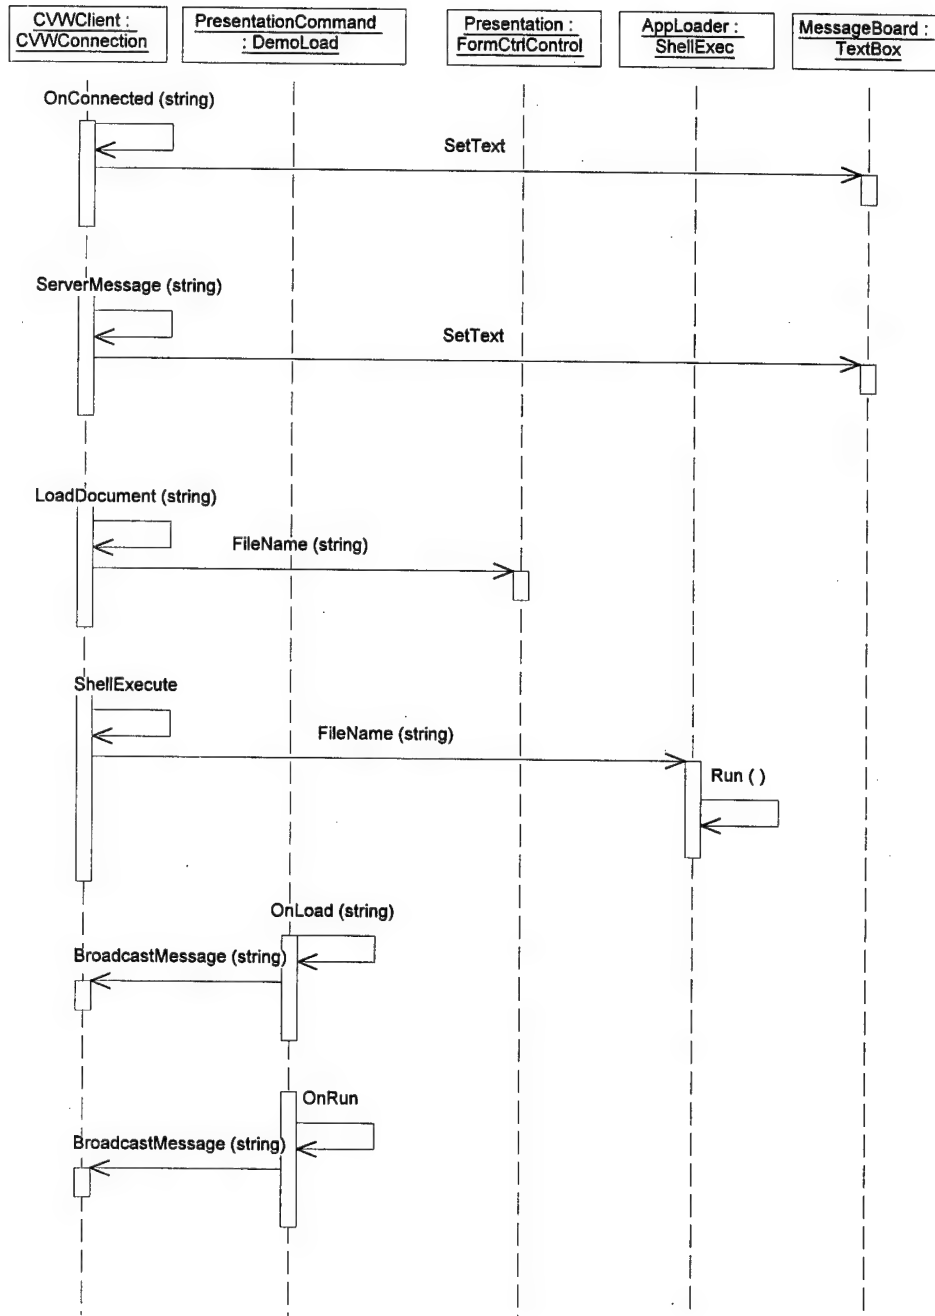 CVWClient :
CVWConnection
PresentationCommand
: DemoLoad
Presentation :
FormCtrlControl
AppLoader :
ShellExec
MessageBoard :
TextBox
OnConnected (string)
SetText
ServerMessage (string)
SetText
LoadDocument (string)
FileName (string)
ShellExecute
FileName (string)
Run ( )
OnLoad (string)
BroadcastMessage (string)
OnRun
BroadcastMessage (string)